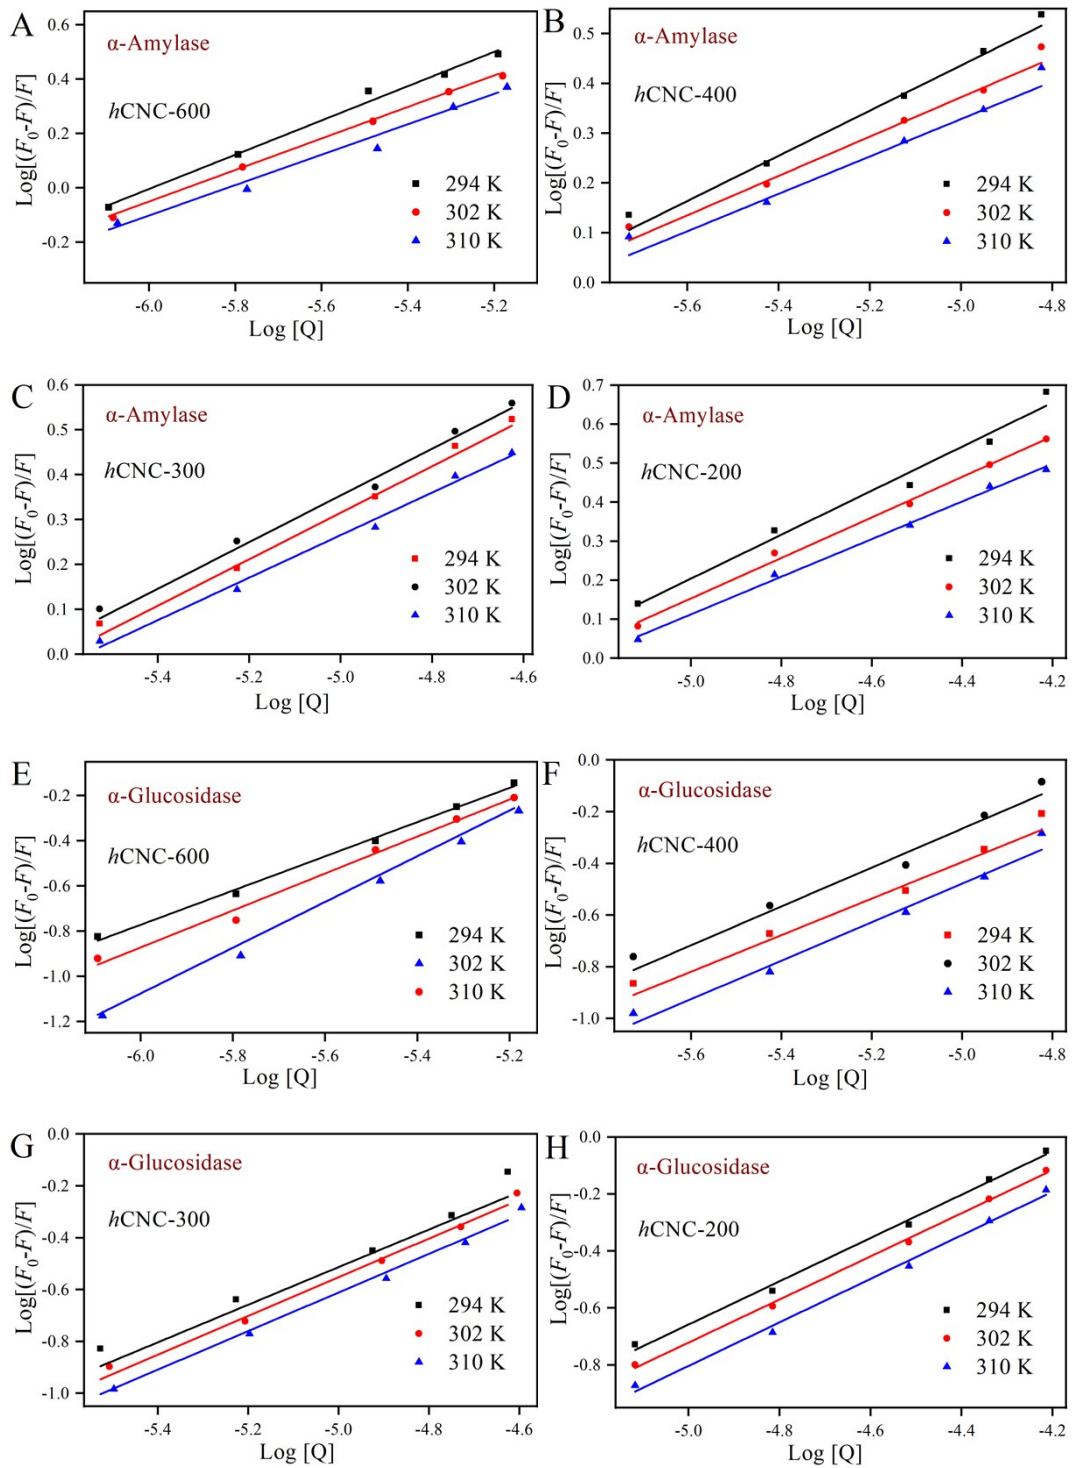 A
α-Amylase
hCNC-600
Log[(F₀-F)/F]
0.6
0.4
0.2
0.0
-0.2
294 K
302 K
310 K
-6.0
-5.8
-5.6
-5.4
-5.2
Log [Q]
B
α-Amylase
hCNC-400
Log[(F₀-F)/F]
0.5
0.4
0.3
0.2
0.1
0.0
294 K
302 K
310 K
-5.6
-5.4
-5.2
-5.0
-4.8
Log [Q]
C
α-Amylase
hCNC-300
Log[(F₀-F)/F]
0.6
0.5
0.4
0.3
0.2
0.1
0.0
294 K
302 K
310 K
-5.4
-5.2
-5.0
-4.8
-4.6
Log [Q]
D
α-Amylase
hCNC-200
Log[(F₀-F)/F]
0.7
0.6
0.5
0.4
0.3
0.2
0.1
0.0
294 K
302 K
310 K
-5.0
-4.8
-4.6
-4.4
-4.2
Log [Q]
E
α-Glucosidase
hCNC-600
Log[(F₀-F)/F]
-0.2
-0.4
-0.6
-0.8
-1.0
-1.2
294 K
302 K
310 K
-6.0
-5.8
-5.6
-5.4
-5.2
Log [Q]
F
α-Glucosidase
hCNC-400
Log[(F₀-F)/F]
0.0
-0.2
-0.4
-0.6
-0.8
-1.0
294 K
302 K
310 K
-5.6
-5.4
-5.2
-5.0
-4.8
Log [Q]
G
α-Glucosidase
hCNC-300
Log[(F₀-F)/F]
0.0
-0.2
-0.4
-0.6
-0.8
-1.0
294 K
302 K
310 K
-5.4
-5.2
-5.0
-4.8
-4.6
Log [Q]
H
α-Glucosidase
hCNC-200
Log[(F₀-F)/F]
0.0
-0.2
-0.4
-0.6
-0.8
294 K
302 K
310 K
-5.0
-4.8
-4.6
-4.4
-4.2
Log [Q]